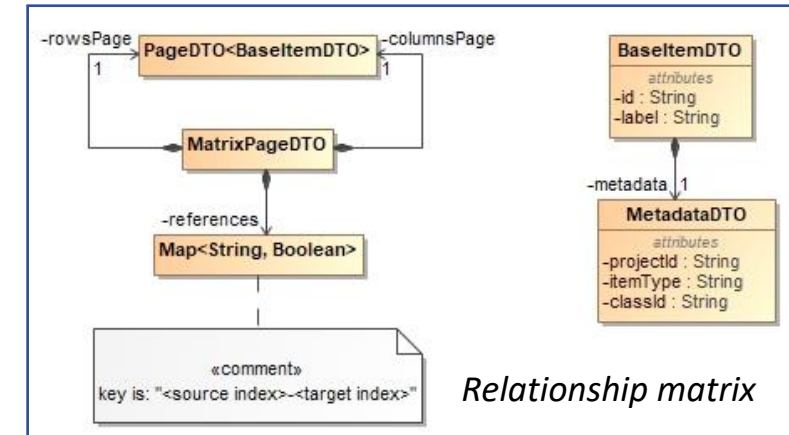 -rowsPage
PageDTO<BaseItemDTO>
-columnsPage
1
1
MatrixPageDTO
-references
Map<String, Boolean>
«comment»
key is: "<source index>-<target index>"
BaseItemDTO
attributes
-id : String
-label : String
-metadata
1
MetadataDTO
attributes
-projectId : String
-itemType : String
-classId : String
Relationship matrix